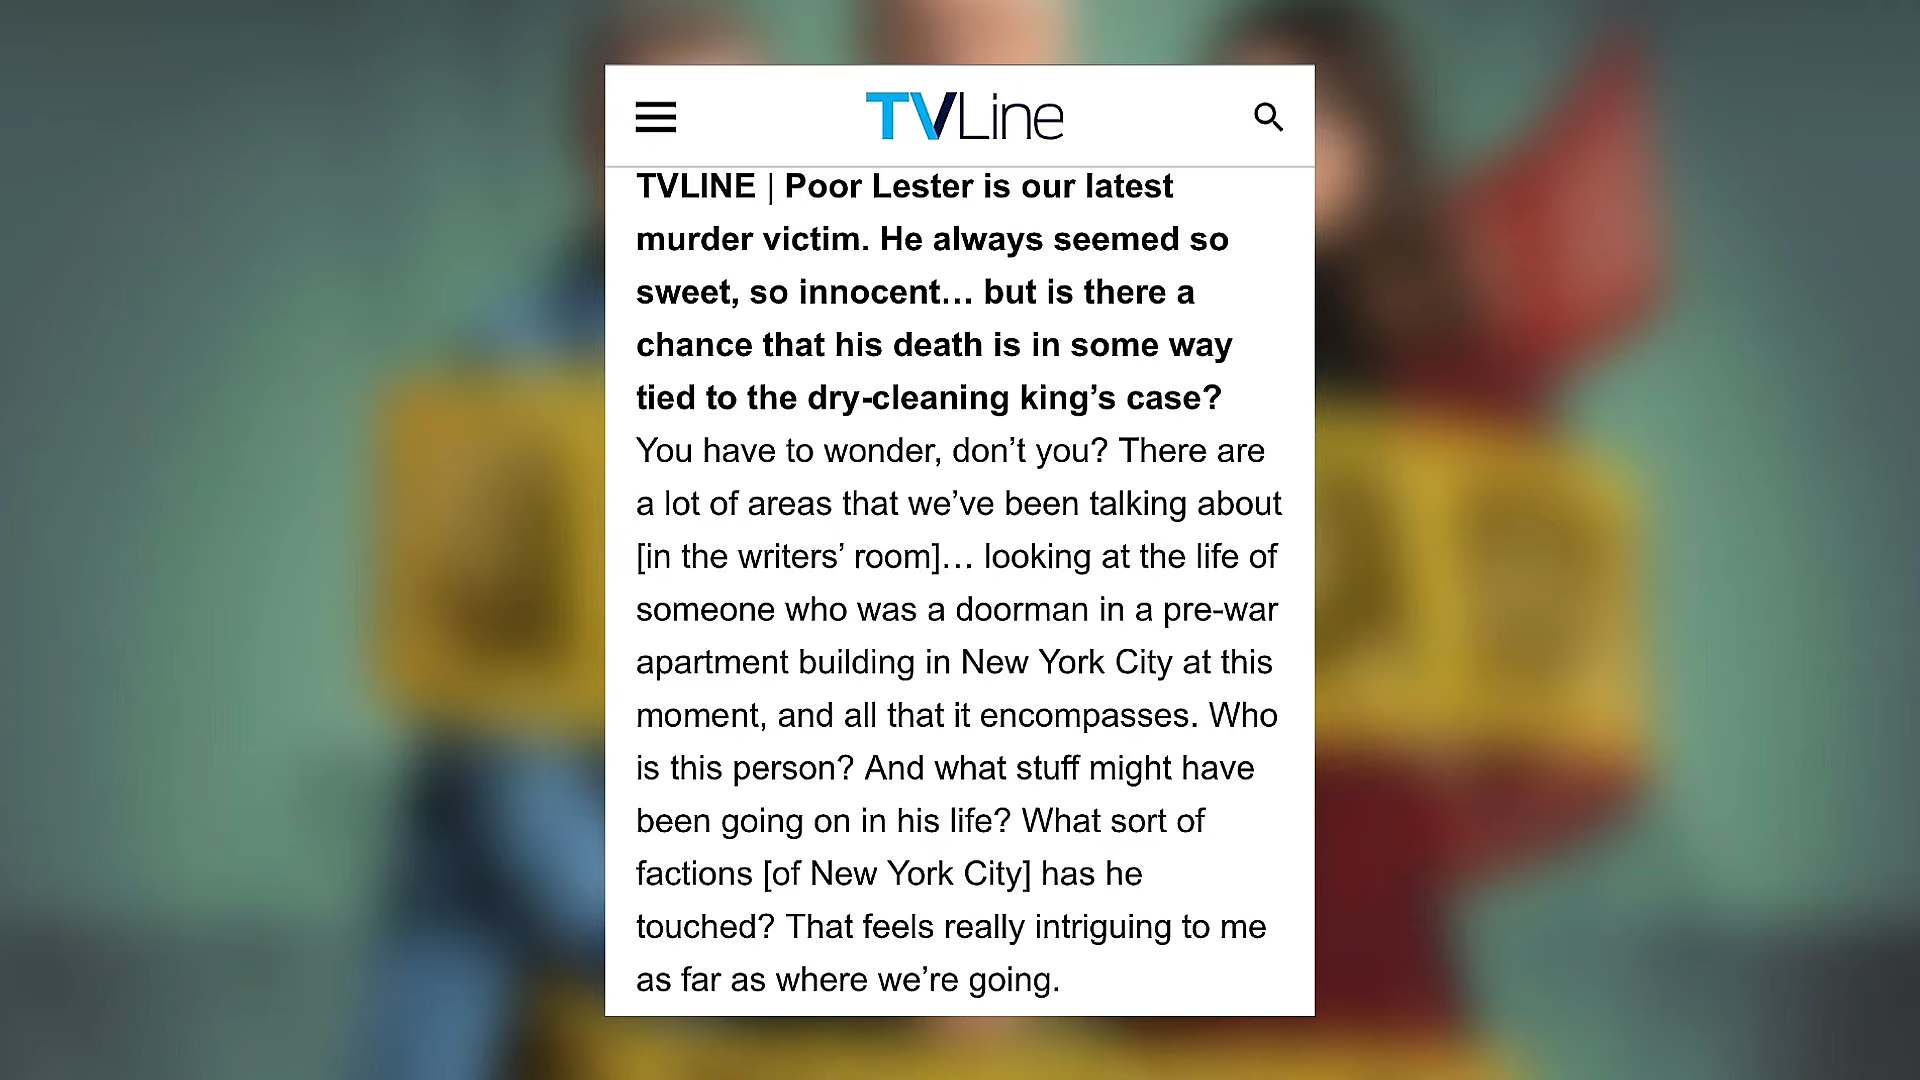 TVLine
TVLINE | Poor Lester is our latest
murder victim. He always seemed so
sweet, so innocent… but is there a
chance that his death is in some way
tied to the dry-cleaning king’s case?
You have to wonder, don’t you? There are
a lot of areas that we’ve been talking about
[in the writers’ room]… looking at the life of
someone who was a doorman in a pre-war
apartment building in New York City at this
moment, and all that it encompasses. Who
is this person? And what stuff might have
been going on in his life? What sort of
factions [of New York City] has he
touched? That feels really intriguing to me
as far as where we’re going.